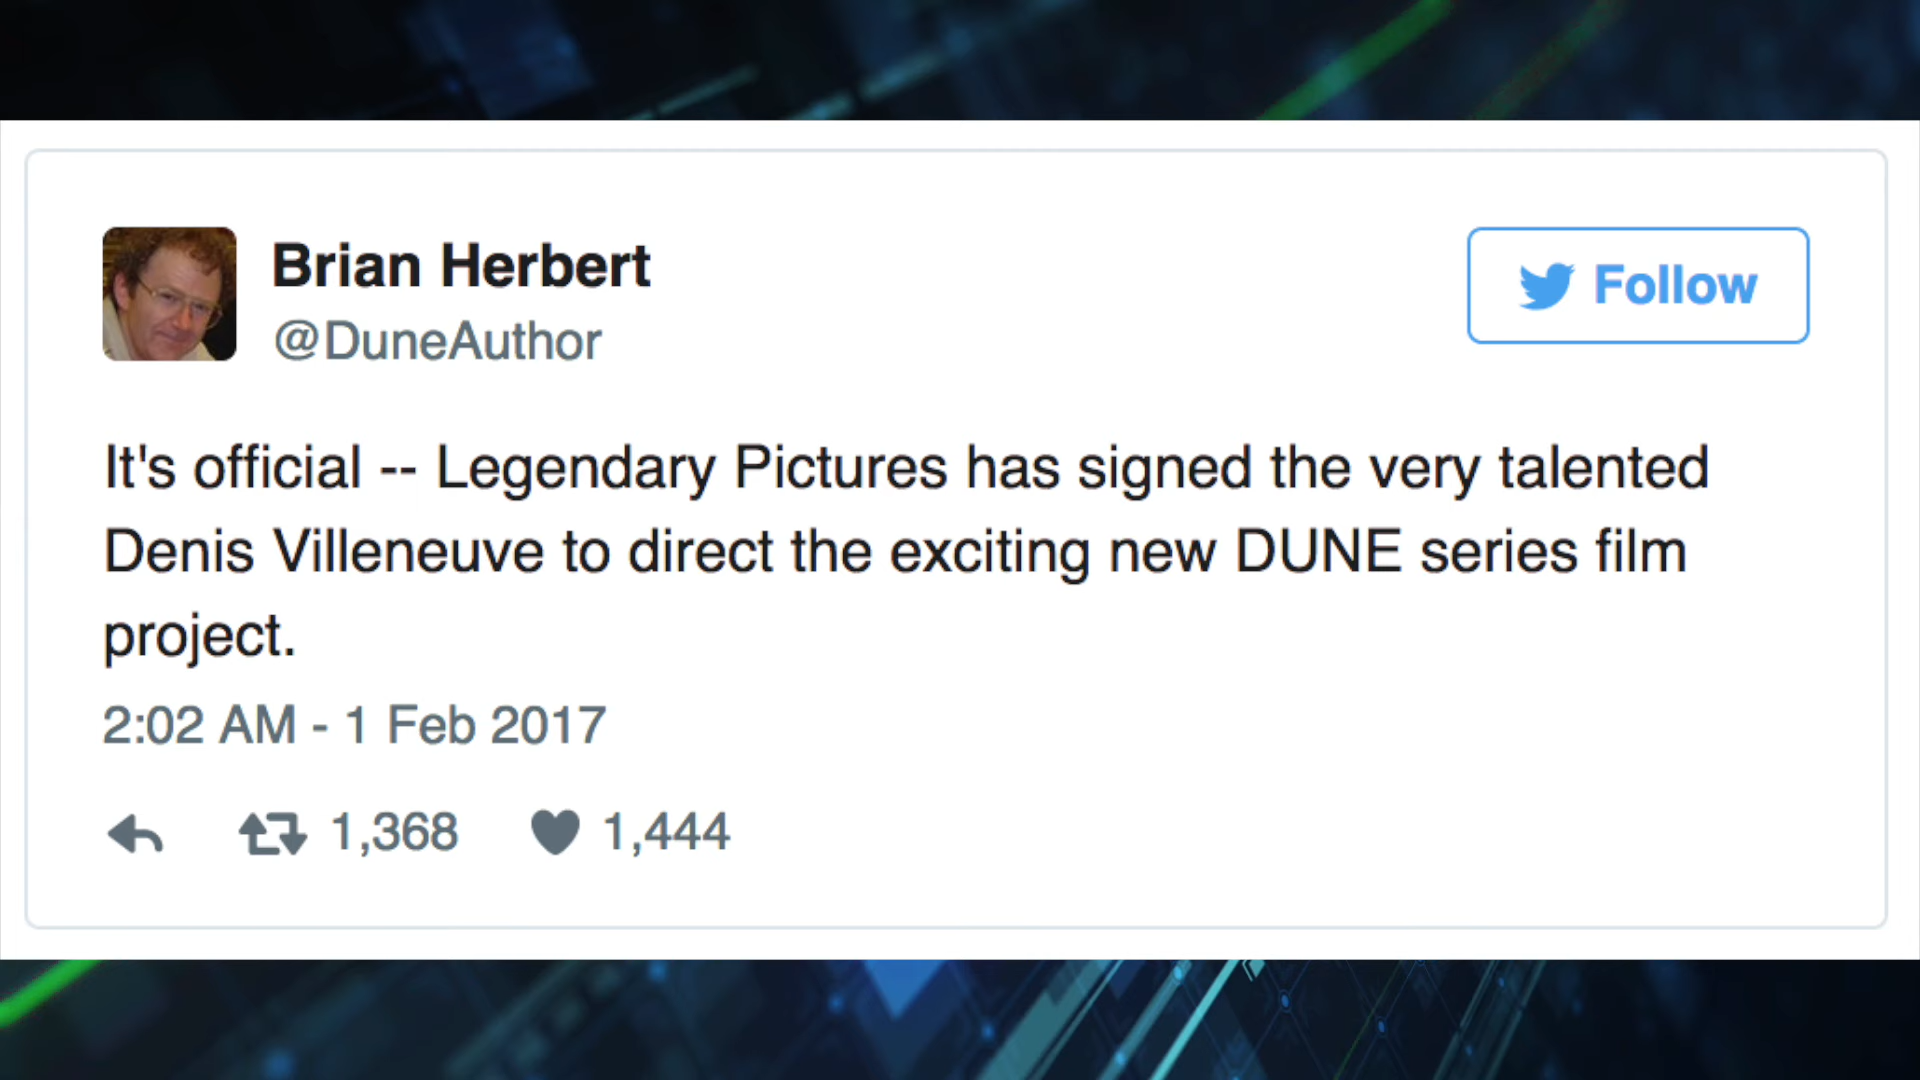 Brian Herbert
@DuneAuthor
Follow
It's official -- Legendary Pictures has signed the very talented
Denis Villeneuve to direct the exciting new DUNE series film
project.
2:02 AM - 1 Feb 2017
1,368 1,444